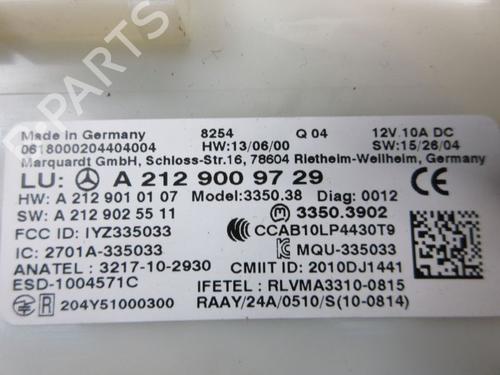 Made in Germany 8254 Q 04 12V 10A DC
0618000204404004 HW:13/06/00 SW:15/26/04
Marquardt GmbH, Schloss-Str.16, 78604 Rietheim-Weilheim, Germany
LU: A 212 900 97 29 CE
HW: A 212 901 01 07 Model:3350.38 Diag: 0012
SW: A 212 902 55 11 m 3350.3902
FCC ID: IYZ335033 CCC CCAB10LP4430T9
IC: 2701A-335033 MQU-335033
ANATEL : 3217-10-2930 CMIIT ID: 2010DJ1441
ESD-1004571C IFETEL : RLVMA3310-0815
R 204Y51000300 RAAY/24A/0510/S(10-0814)
B-PARTS